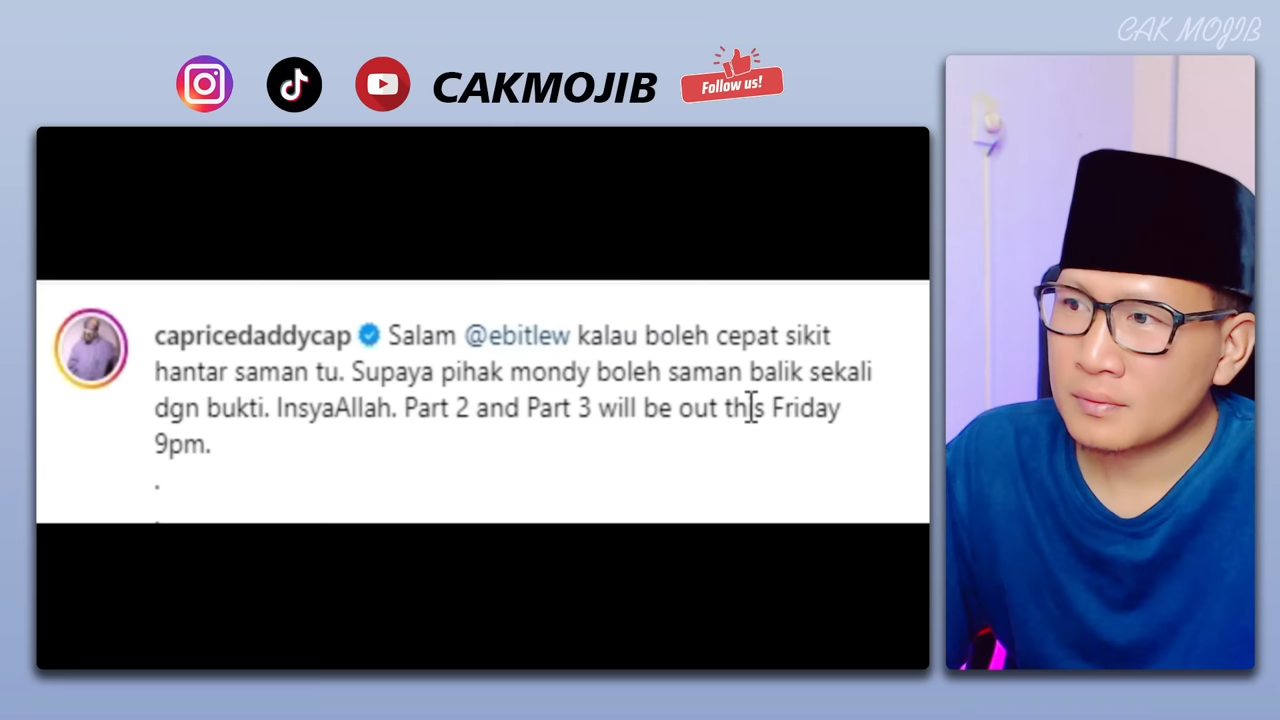 CAK MOJIB
CAKMOJIB
Follow us!
capricedaddycap Salam @ebitlew kalau boleh cepat sikit
hantar saman tu. Supaya pihak mondy boleh saman balik sekali
dgn bukti. InsyaAllah. Part 2 and Part 3 will be out this Friday
9pm.
.
.